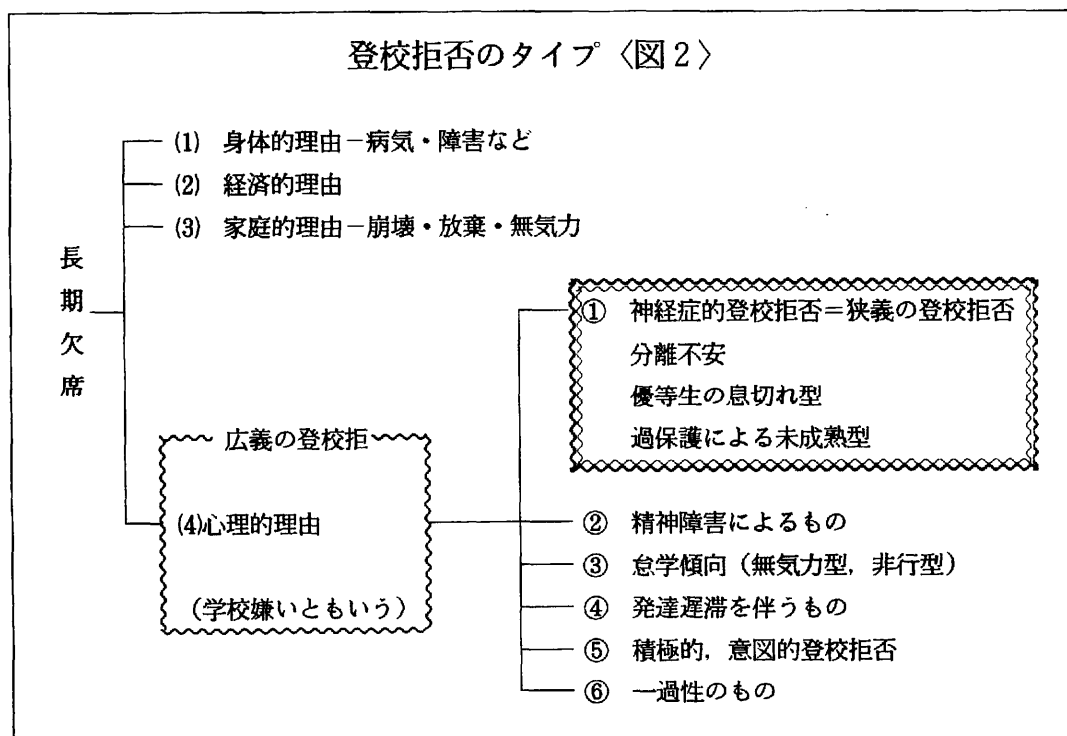 登校拒否のタイプ〈図2〉
(1) 身体的理由－病気・障害など
(2) 経済的理由
(3) 家庭的理由－崩壊・放棄・無気力
長期欠席
広義の登校拒
(4)心理的理由
(学校嫌いともいう)
① 神経症的登校拒否＝狭義の登校拒否
分離不安
優等生の息切れ型
過保護による未成熟型
② 精神障害によるもの
③ 怠学傾向（無気力型，非行型）
④ 発達遅滞を伴うもの
⑤ 積極的，意図的登校拒否
⑥ 一過性のもの